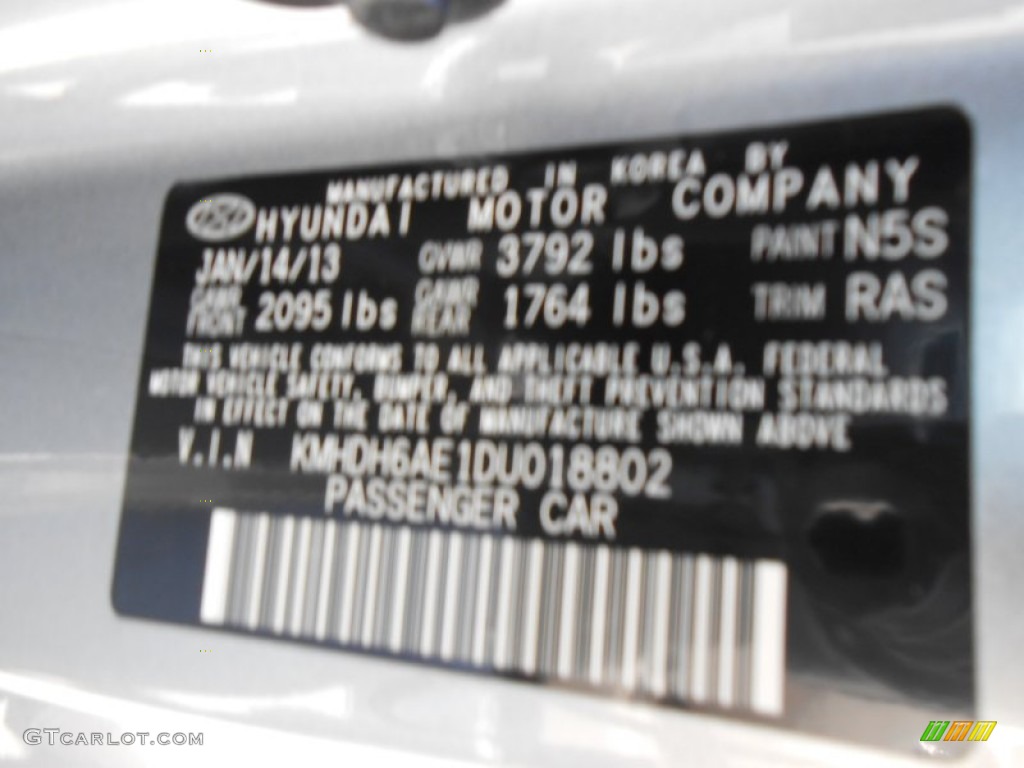 MANUFACTURED IN KOREA BY
HYUNDAI MOTOR COMPANY
JAN/14/13 GVWR 3792 lbs PAINT N5S
GAWR FRONT 2095 lbs GAWR REAR 1764 lbs TRIM RAS
THIS VEHICLE CONFORMS TO ALL APPLICABLE U.S.A. FEDERAL
MOTOR VEHICLE SAFETY, BUMPER, AND THEFT PREVENTION STANDARDS
IN EFFECT ON THE DATE OF MANUFACTURE SHOWN ABOVE
V.I.N KMHDH6AE1DU018802
PASSENGER CAR
GTcarlot.com